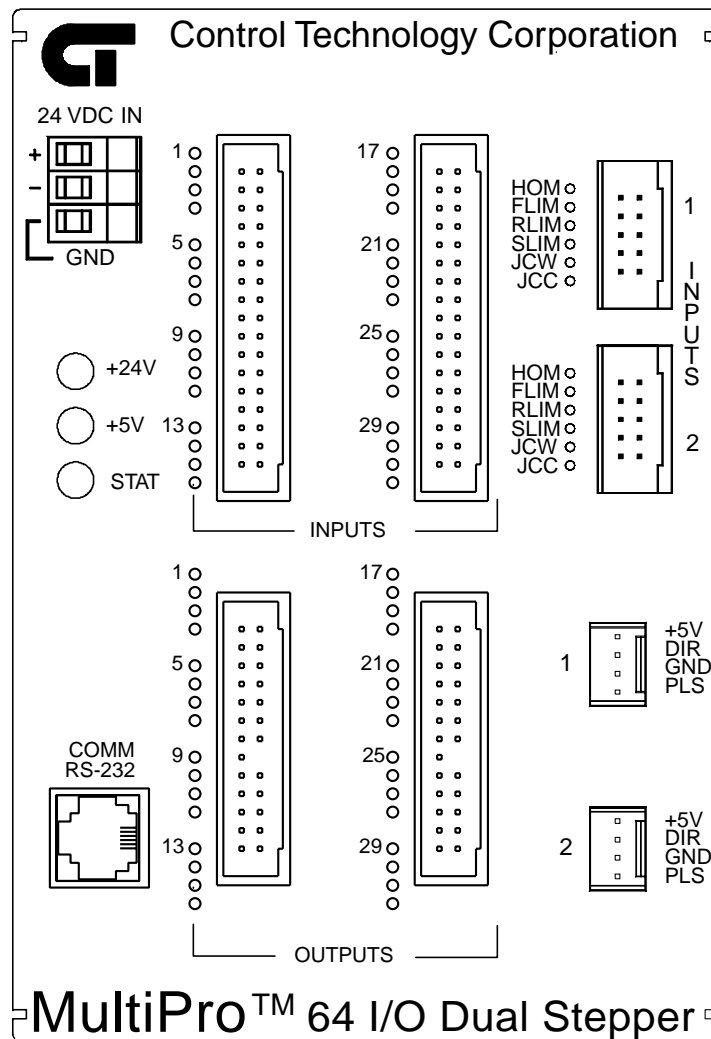 CT Control Technology Corporation
24 VDC IN
+
−
GND
+24V
+5V
STAT
1
5
9
13
17
21
25
29
INPUTS
HOM
FLIM
RLIM
SLIM
JCW
JCC
1
HOM
FLIM
RLIM
SLIM
JCW
JCC
2
INPUTS
1
5
9
13
17
21
25
29
OUTPUTS
COMM
RS-232
1
+5V
DIR
GND
PLS
2
+5V
DIR
GND
PLS
MultiPro™ 64 I/O Dual Stepper